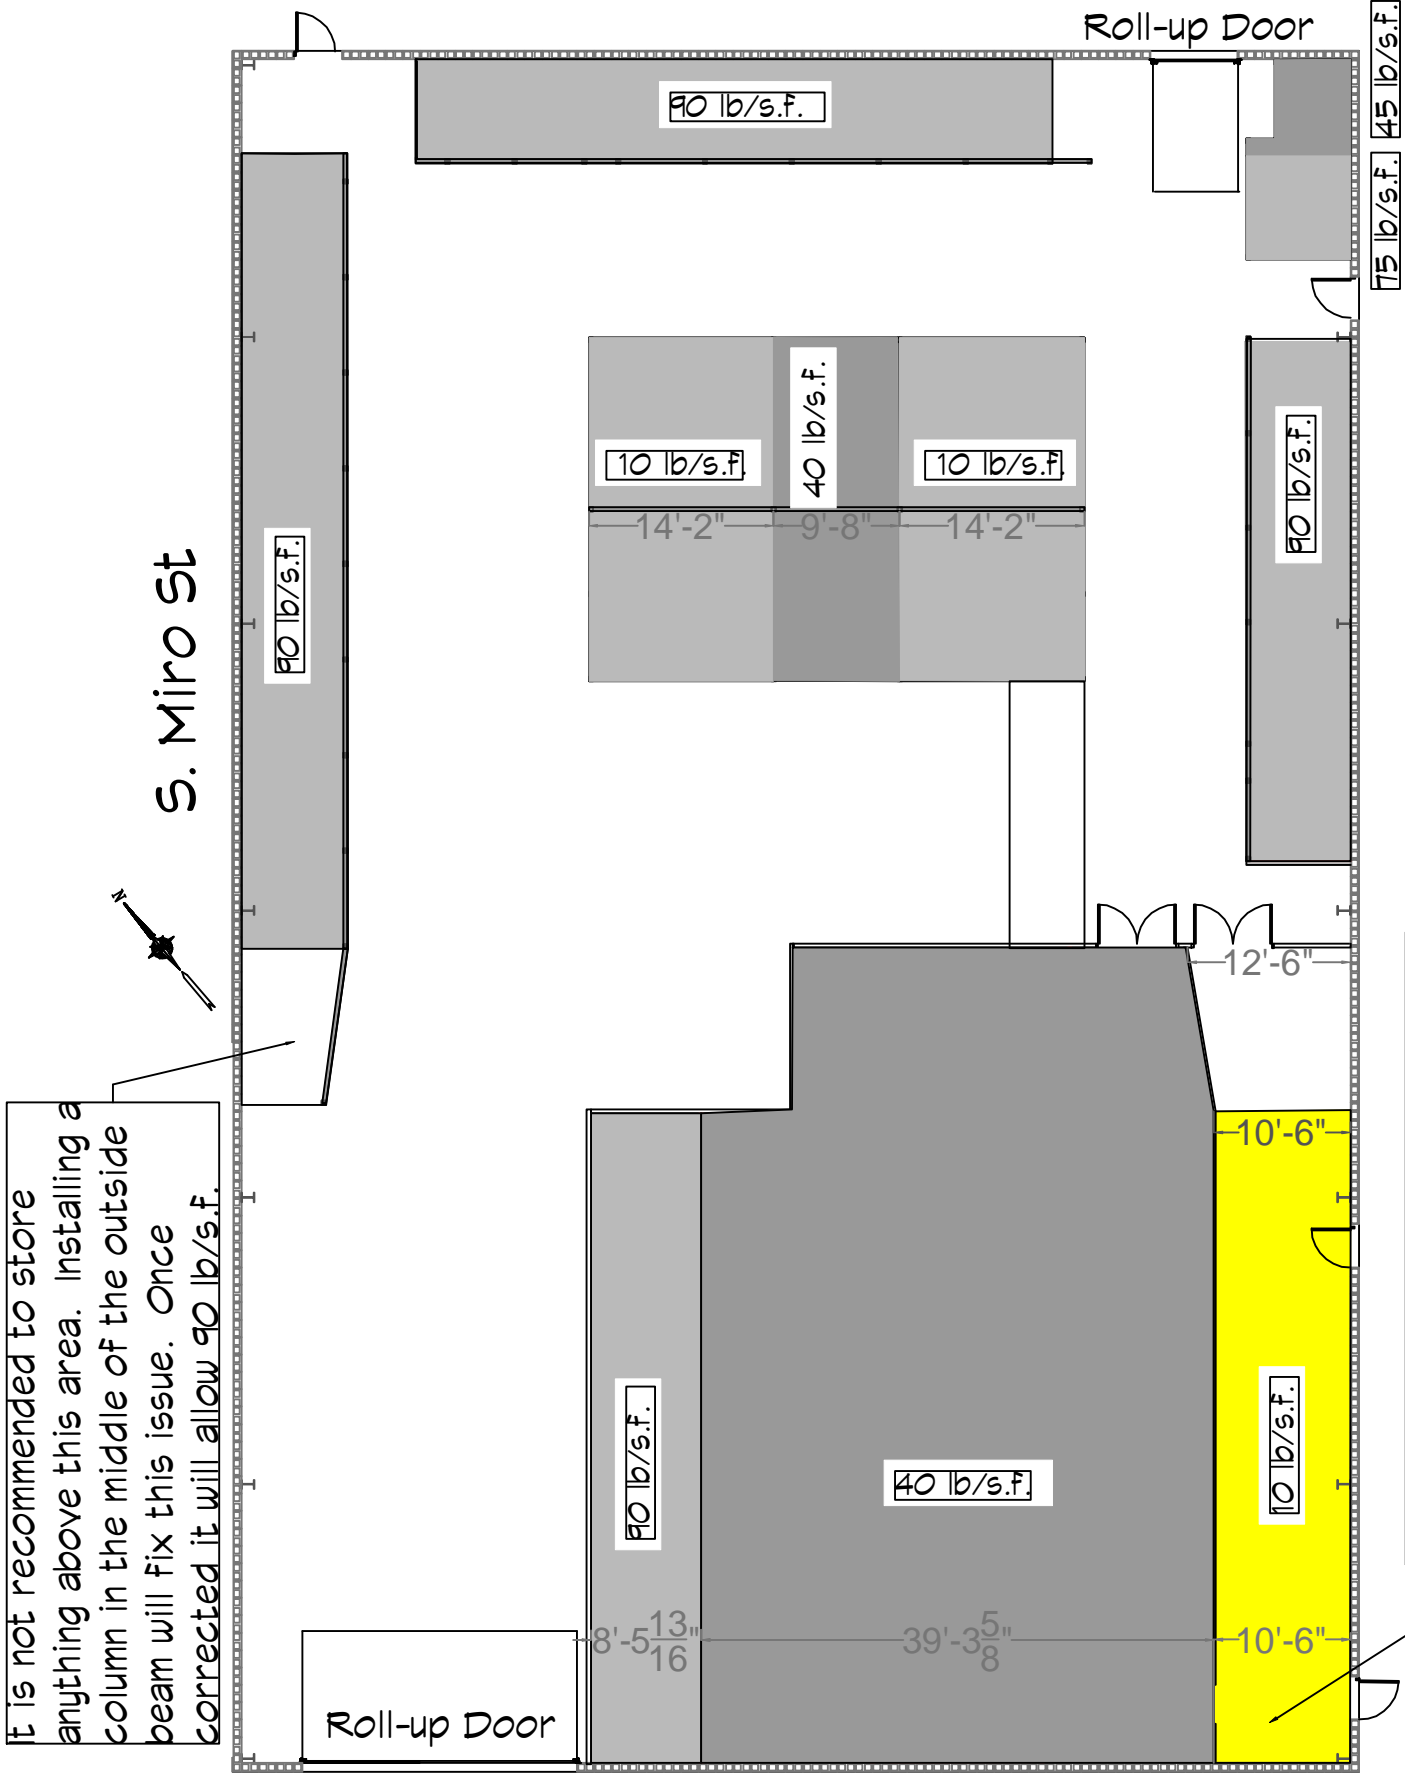 Roll-up Door
45 lb/s.f.
75 lb/s.f.
90 lb/s.f.
90 lb/s.f.
10 lb/s.f.
40 lb/s.f.
10 lb/s.f.
14'-2"
9'-8"
14'-2"
90 lb/s.f.
S. Miro St
N
12'-6"
10'-6"
It is not recommended to store
anything above this area. Installing a
column in the middle of the outside
beam will fix this issue. Once
corrected it will allow 90 lb/s.f.
90 lb/s.f.
40 lb/s.f.
10 lb/s.f.
8'-5 13/16"
39'-3 5/8"
10'-6"
Roll-up Door